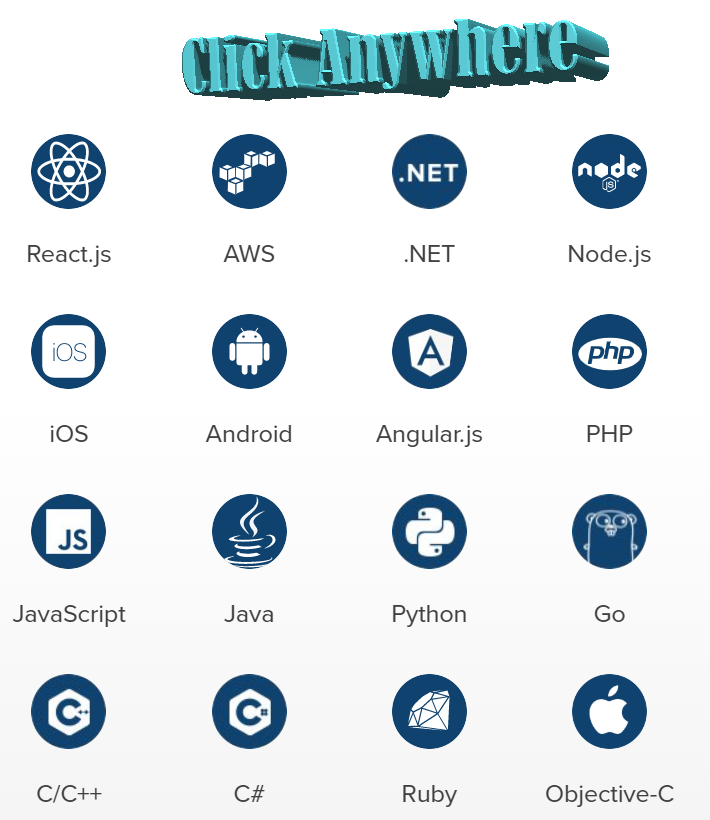 Click Anywhere
.NET
node
JS
React.js AWS .NET Node.js
iOS
php
iOS Android Angular.js PHP
JS
JavaScript Java Python Go
C++ C#
C/C++ C# Ruby Objective-C